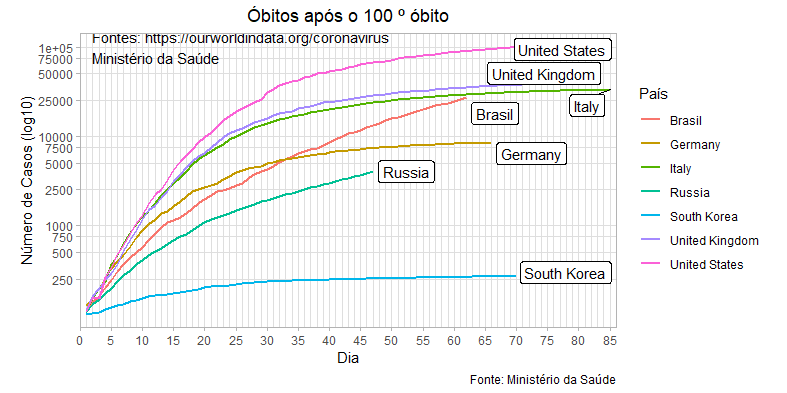 Óbitos após o 100 º óbito
Fontes: https://ourworldindata.org/coronavirus
Ministério da Saúde
Número de Casos (log10)
1e+05
75000
50000
25000
10000
7500
5000
2500
1000
750
500
250
United States
United Kingdom
Italy
Brasil
Germany
Russia
South Korea
0 5 10 15 20 25 30 35 40 45 50 55 60 65 70 75 80 85
Dia
País
Brasil
Germany
Italy
Russia
South Korea
United Kingdom
United States
Fonte: Ministério da Saúde